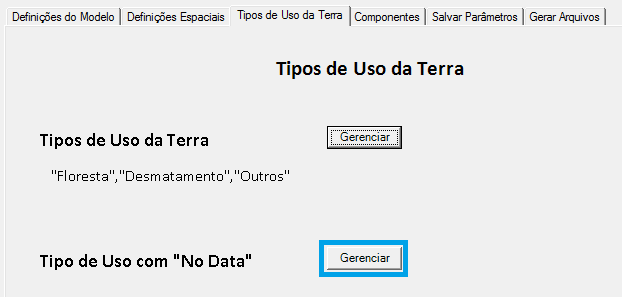 Definições do Modelo Definições Espaciais Tipos de Uso da Terra Componentes Salvar Parâmetros Gerar Arquivos
Tipos de Uso da Terra
Tipos de Uso da Terra Gerenciar
"Floresta","Desmatamento","Outros"
Tipo de Uso com "No Data" Gerenciar